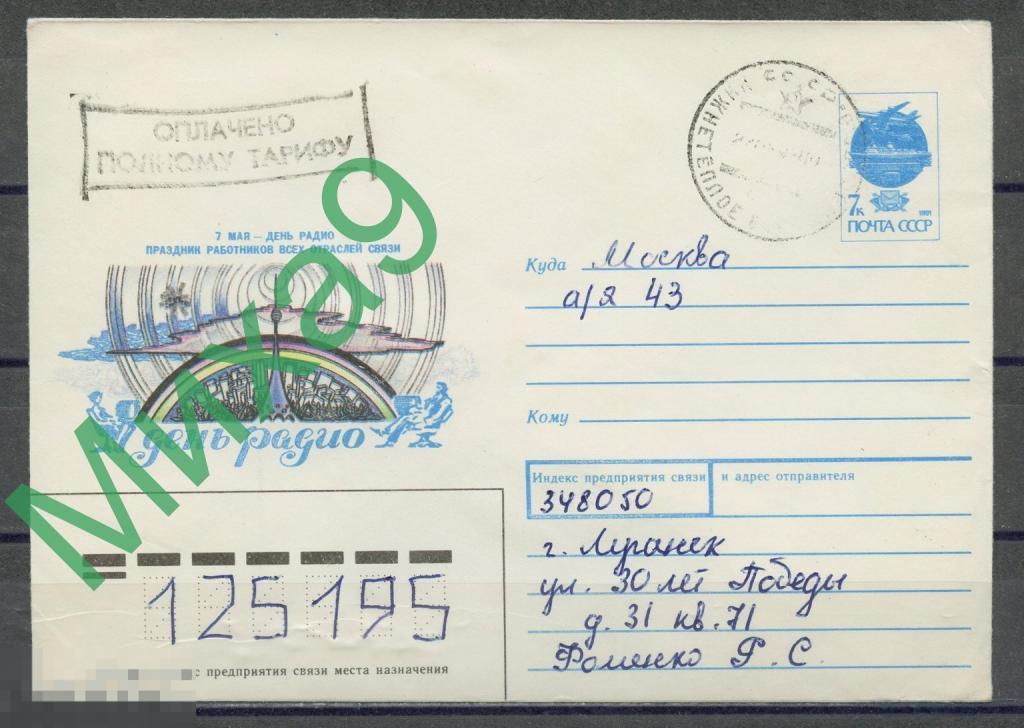 ОПЛАЧЕНО
ПОЛНОМУ ТАРИФУ
7 МАЯ — ДЕНЬ РАДИО
ПРАЗДНИК РАБОТНИКОВ ВСЕХ ОТРАСЛЕЙ СВЯЗИ
день радио
Мига9
7к 1991
ПОЧТА СССР
Куда Москва
а/я 43
Кому
Индекс предприятия связи и адрес отправителя
348050
г. Луганск
ул. 30 лет Победы
д. 31 кв. 71
Фоменко Р. С.
125195
предприятия связи места назначения